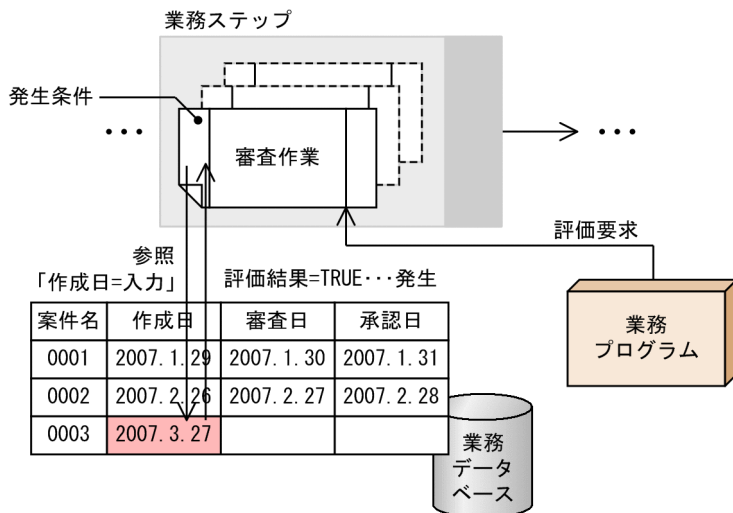 業務ステップ
発生条件
･･･
審査作業
･･･
評価要求
参照
「作成日=入力」
評価結果=TRUE･･･発生
案件名 作成日 審査日 承認日
0001 2007.1.29 2007.1.30 2007.1.31
0002 2007.2.26 2007.2.27 2007.2.28
0003 2007.3.27
業務
プログラム
業務
データ
ベース